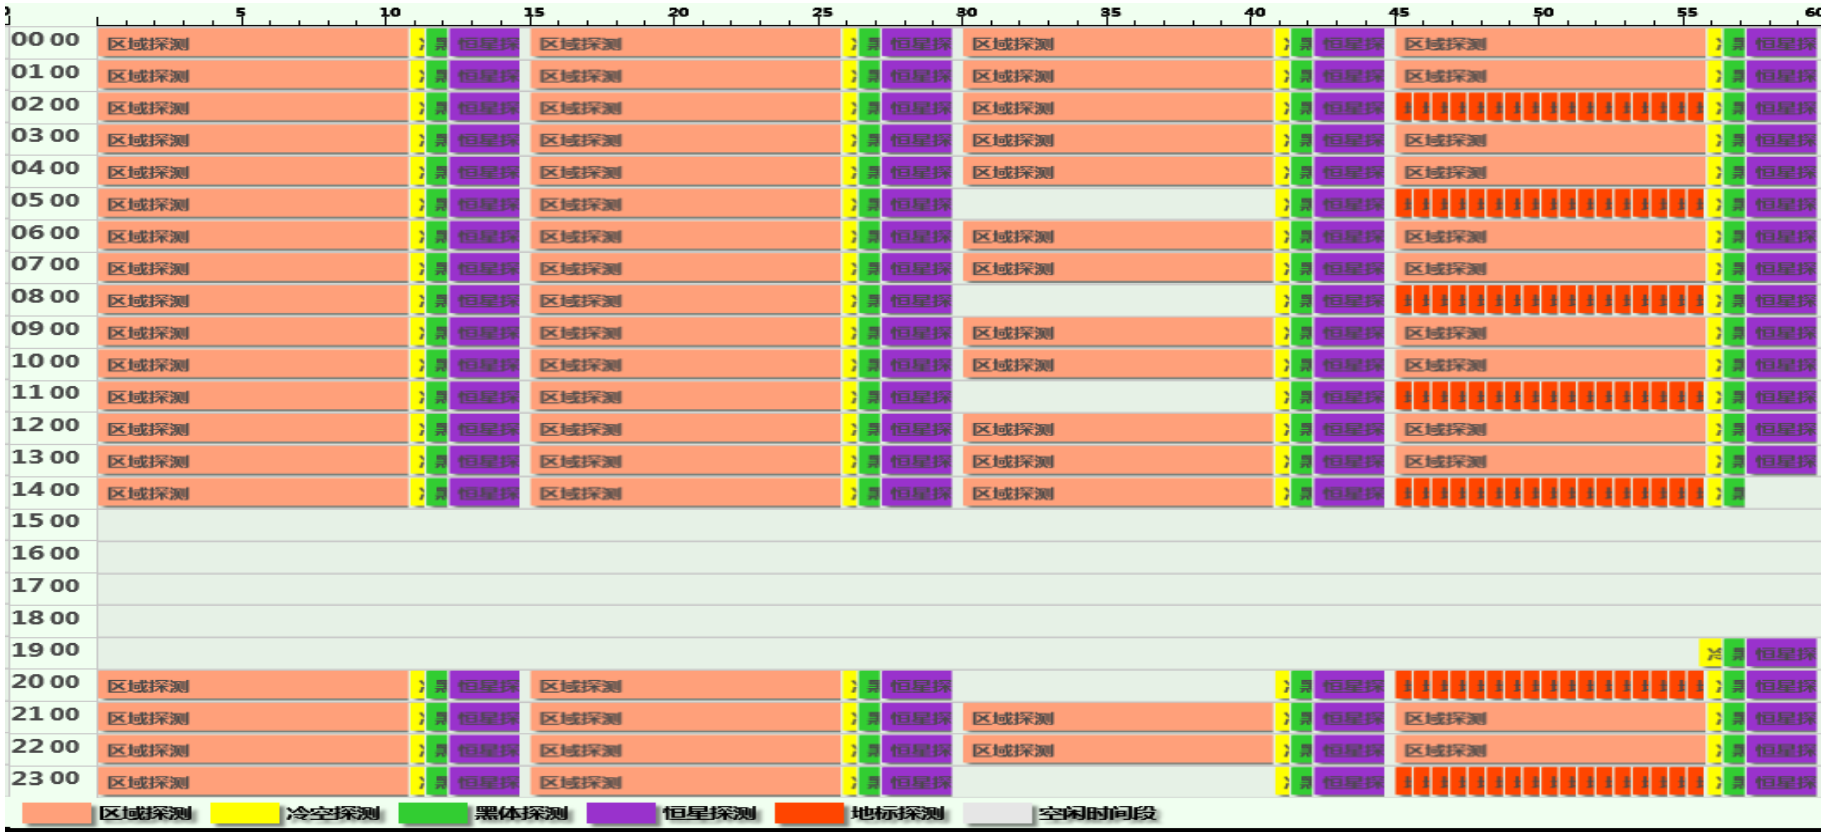 5 10 15 20 25 30 35 40 45 50 55
00 00 区域探测 恒星探 区域探测 恒星探 区域探测 恒星探 区域探测 恒星探
01 00 区域探测 恒星探 区域探测 恒星探 区域探测 恒星探 区域探测 恒星探
02 00 区域探测 恒星探 区域探测 恒星探 区域探测 恒星探 恒星探
03 00 区域探测 恒星探 区域探测 恒星探 区域探测 恒星探 区域探测 恒星探
04 00 区域探测 恒星探 区域探测 恒星探 区域探测 恒星探 区域探测 恒星探
05 00 区域探测 恒星探 区域探测 恒星探 恒星探 恒星探
06 00 区域探测 恒星探 区域探测 恒星探 区域探测 恒星探 区域探测 恒星探
07 00 区域探测 恒星探 区域探测 恒星探 区域探测 恒星探 区域探测 恒星探
08 00 区域探测 恒星探 区域探测 恒星探 恒星探 恒星探
09 00 区域探测 恒星探 区域探测 恒星探 区域探测 恒星探 区域探测 恒星探
10 00 区域探测 恒星探 区域探测 恒星探 区域探测 恒星探 区域探测 恒星探
11 00 区域探测 恒星探 区域探测 恒星探 恒星探 恒星探
12 00 区域探测 恒星探 区域探测 恒星探 区域探测 恒星探 区域探测 恒星探
13 00 区域探测 恒星探 区域探测 恒星探 区域探测 恒星探 区域探测 恒星探
14 00 区域探测 恒星探 区域探测 恒星探 区域探测 恒星探
15 00
16 00
17 00
18 00
19 00 恒星探
20 00 区域探测 恒星探 区域探测 恒星探 恒星探 恒星探
21 00 区域探测 恒星探 区域探测 恒星探 区域探测 恒星探 区域探测 恒星探
22 00 区域探测 恒星探 区域探测 恒星探 区域探测 恒星探 区域探测 恒星探
23 00 区域探测 恒星探 区域探测 恒星探 恒星探 恒星探
区域探测 冷空探测 黑体探测 恒星探测 地标探测 空闲时间段